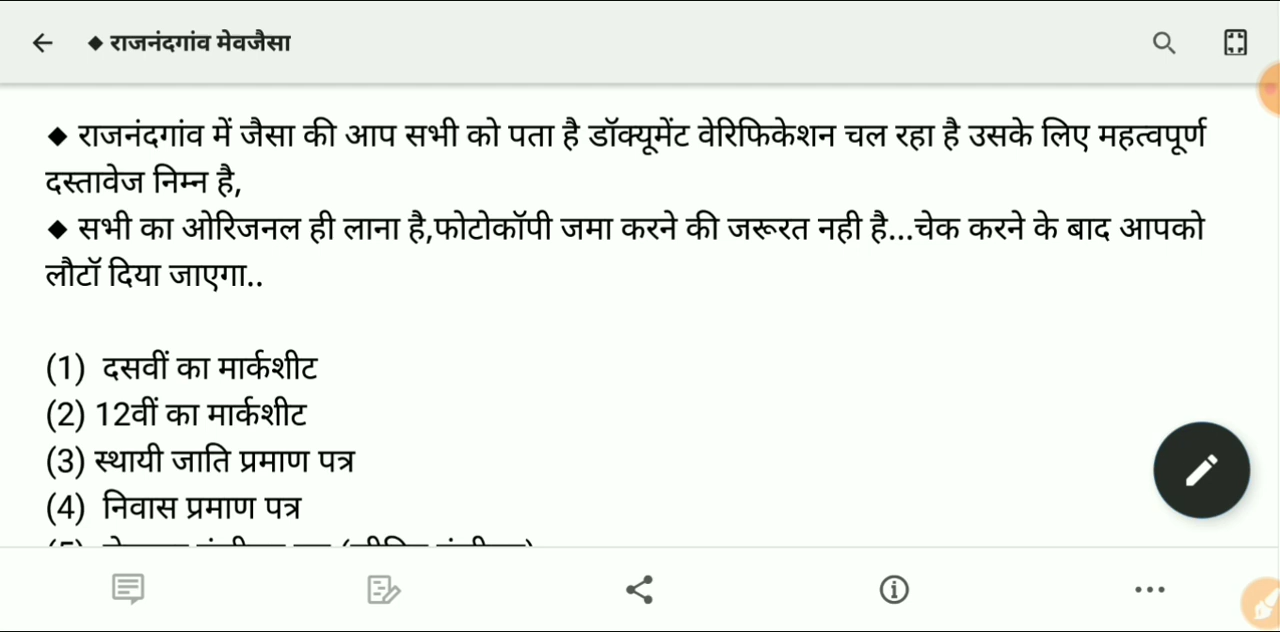 ◆ राजनंदगांव मेवजैसा
◆ राजनंदगांव में जैसा की आप सभी को पता है डॉक्यूमेंट वेरिफिकेशन चल रहा है उसके लिए महत्वपूर्ण
दस्तावेज निम्न है,
◆ सभी का ओरिजनल ही लाना है,फोटोकॉपी जमा करने की जरूरत नही है...चेक करने के बाद आपको
लौटॉ दिया जाएगा..
(1) दसवीं का मार्कशीट
(2) 12वीं का मार्कशीट
(3) स्थायी जाति प्रमाण पत्र
(4) निवास प्रमाण पत्र